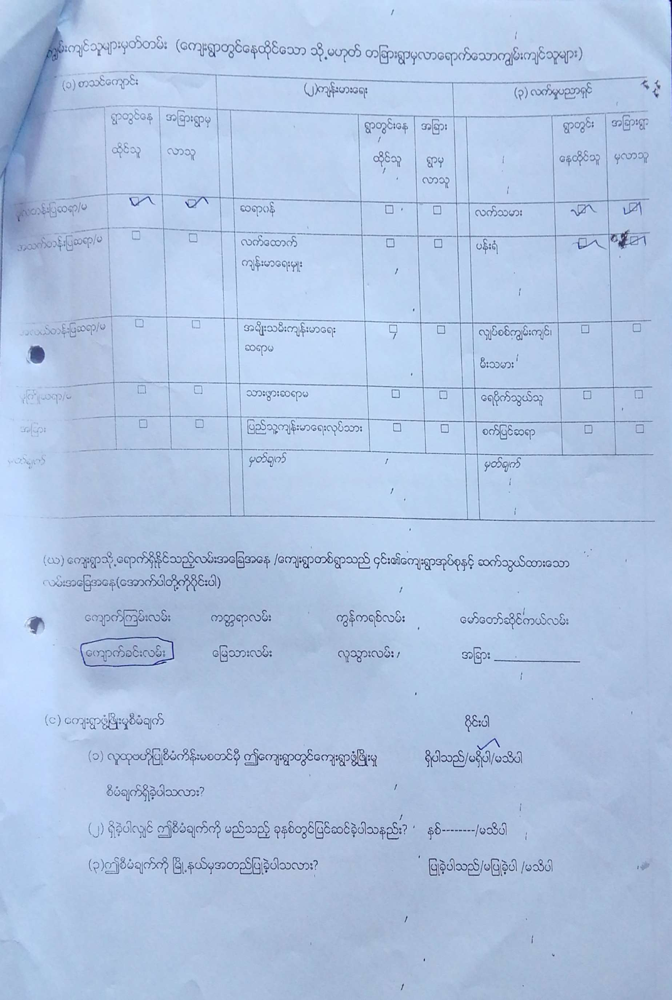 ကျွမ်းကျင်သူများမှတ်တမ်း (ကျေးရွာတွင်နေထိုင်သော သို့မဟုတ် တခြားရွာမှလာရောက်သောကျွမ်းကျင်သူများ)
(၁) စာသင်ကျောင်း (၂)ကျန်းမားရေး (၃) လက်မှုပညာရှင်
ရွာတွင်နေ အခြားရွာမှ ရွာတွင်းနေ အခြား ရွာတွင်း အခြားရွာ
ထိုင်သူ လာသူ ထိုင်သူ ရွာမှ နေထိုင်သူ မှလာသူ
လာသူ
မူလတန်းပြဆရာ/မ ဆရာဝန် လက်သမား
အထက်တန်းပြဆရာ/မ လက်ထောက် ပန်းရံ
ကျန်းမာရေးမှူး
အလယ်တန်းပြဆရာ/မ အမျိုးသမီးကျန်းမာရေး လျှပ်စစ်ကျွမ်းကျင်၊
ဆရာမ မီးသမား
မူကြိုဆရာ/မ သားဖွားဆရာမ ရေပိုက်သွယ်သူ
အခြား ပြည်သူ့ကျန်းမာရေးလုပ်သား စက်ပြင်ဆရာ
မှတ်ချက် မှတ်ချက် မှတ်ချက်
(ဃ) ကျေးရွာသို့ ရောက်ရှိနိုင်သည့်လမ်းအခြေအနေ /ကျေးရွာတစ်ရွာသည် ၄င်း၏ကျေးရွာအုပ်စုနှင့် ဆက်သွယ်ထားသော
လမ်းအခြေအနေ(အောက်ပါတို့ကိုဝိုင်းပါ)
ကျောက်ကြမ်းလမ်း ကတ္တရာလမ်း ကွန်ကရစ်လမ်း မော်တော်ဆိုင်ကယ်လမ်း
ကျောက်ခင်းလမ်း မြေသားလမ်း လူသွားလမ်း အခြား ____________
(င) ကျေးရွာဖွံ့ဖြိုးမှုစီမံချက် ဝိုင်းပါ
(၁) လူထုဗဟိုပြုစီမံကိန်းမစတင်မှီ ဤကျေးရွာတွင်ကျေးရွာဖွံ့ဖြိုးမှု ရှိပါသည်/မရှိပါ/မသိပါ
စီမံချက်ရှိခဲ့ပါသလား?
(၂) ရှိခဲ့ပါလျှင် ဤစီမံချက်ကို မည်သည့် ခုနှစ်တွင်ပြင်ဆင်ခဲ့ပါသနည်း? နှစ်--------/မသိပါ
(၃)ဤစီမံချက်ကို မြို့နယ်မှအတည်ပြုခဲ့ပါသလား? ပြုခဲ့ပါသည်/မပြုခဲ့ပါ /မသိပါ